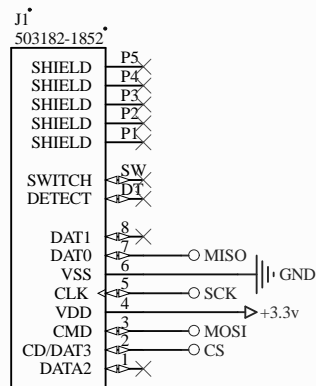 J1
503182-1852
SHIELD P5
SHIELD P4
SHIELD P3
SHIELD P2
SHIELD P1
SWITCH SW
DETECT DT
DAT1 8
DAT0 7 MISO
VSS 6 GND
CLK 5 SCK
VDD 4 +3.3v
CMD 3 MOSI
CD/DAT3 2 CS
DATA2 1